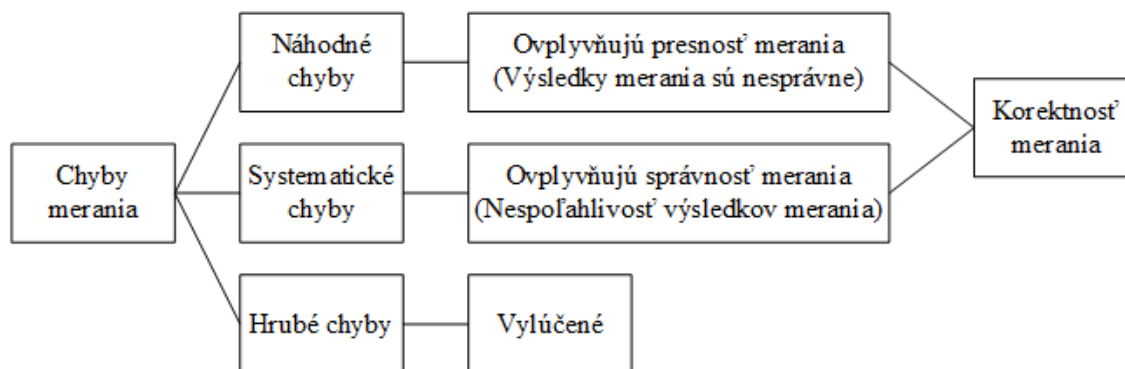 Náhodné
chyby
Ovplyvňujú presnosť merania
(Výsledky merania sú nesprávne)
Korektnosť
merania
Chyby
merania
Systematické
chyby
Ovplyvňujú správnosť merania
(Nespoľahlivosť výsledkov merania)
Hrubé chyby
Vylúčené